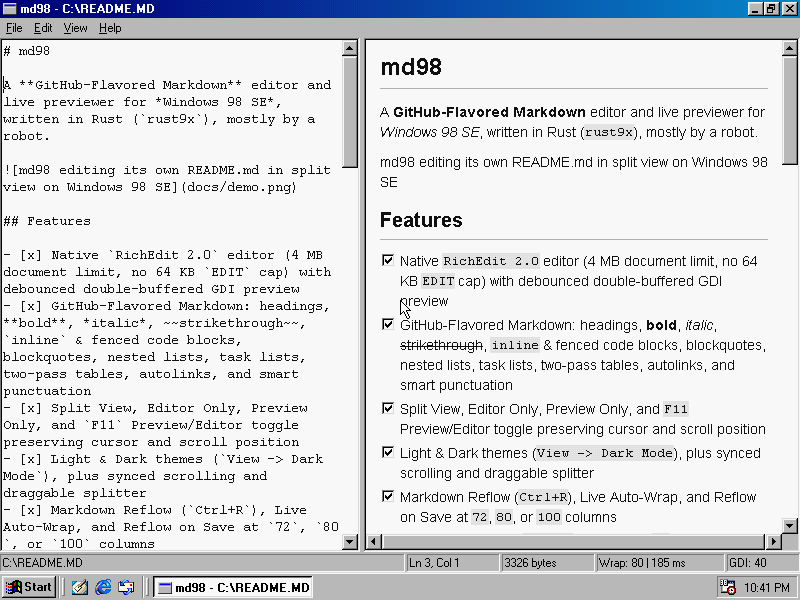 md98 - C:\README.MD
File Edit View Help
# md98
A **GitHub-Flavored Markdown** editor and
live previewer for *Windows 98 SE*,
written in Rust (`rust9x`), mostly by a
robot.
![md98 editing its own README.md in split
view on Windows 98 SE](docs/demo.png)
## Features
- [x] Native `RichEdit 2.0` editor (4 MB
document limit, no 64 KB `EDIT` cap) with
debounced double-buffered GDI preview
- [x] GitHub-Flavored Markdown: headings,
**bold**, *italic*, ~~strikethrough~~,
`inline` & fenced code blocks,
blockquotes, nested lists, task lists,
two-pass tables, autolinks, and smart
punctuation
- [x] Split View, Editor Only, Preview
Only, and `F11` Preview/Editor toggle
preserving cursor and scroll position
- [x] Light & Dark themes (`View -> Dark
Mode`), plus synced scrolling and
draggable splitter
- [x] Markdown Reflow (`Ctrl+R`), Live
Auto-Wrap, and Reflow on Save at `72`, `80
`, or `100` columns
md98
A GitHub-Flavored Markdown editor and live previewer for
Windows 98 SE, written in Rust (rust9x), mostly by a robot.
md98 editing its own README.md in split view on Windows 98
SE
Features
Native RichEdit 2.0 editor (4 MB document limit, no 64
KB EDIT cap) with debounced double-buffered GDI
preview
GitHub-Flavored Markdown: headings, bold, italic,
strikethrough, inline & fenced code blocks, blockquotes,
nested lists, task lists, two-pass tables, autolinks, and
smart punctuation
Split View, Editor Only, Preview Only, and F11
Preview/Editor toggle preserving cursor and scroll position
Light & Dark themes (View -> Dark Mode), plus synced
scrolling and draggable splitter
Markdown Reflow (Ctrl+R), Live Auto-Wrap, and Reflow
on Save at 72, 80, or 100 columns
C:\README.MD Ln 3, Col 1 3326 bytes Wrap: 80 | 185 ms GDI: 40
Start md98 - C:\README.MD 10:41 PM